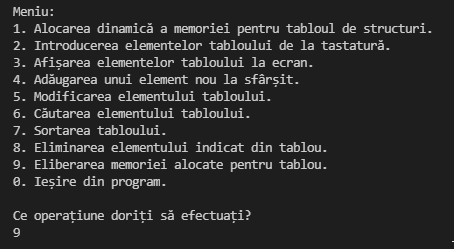 Meniu:
1. Alocarea dinamică a memoriei pentru tabloul de structuri.
2. Introducerea elementelor tabloului de la tastatură.
3. Afișarea elementelor tabloului la ecran.
4. Adăugarea unui element nou la sfârșit.
5. Modificarea elementului tabloului.
6. Căutarea elementului tabloului.
7. Sortarea tabloului.
8. Eliminarea elementului indicat din tablou.
9. Eliberarea memoriei alocate pentru tablou.
0. Ieșire din program.
Ce operațiune doriți să efectuați?
9